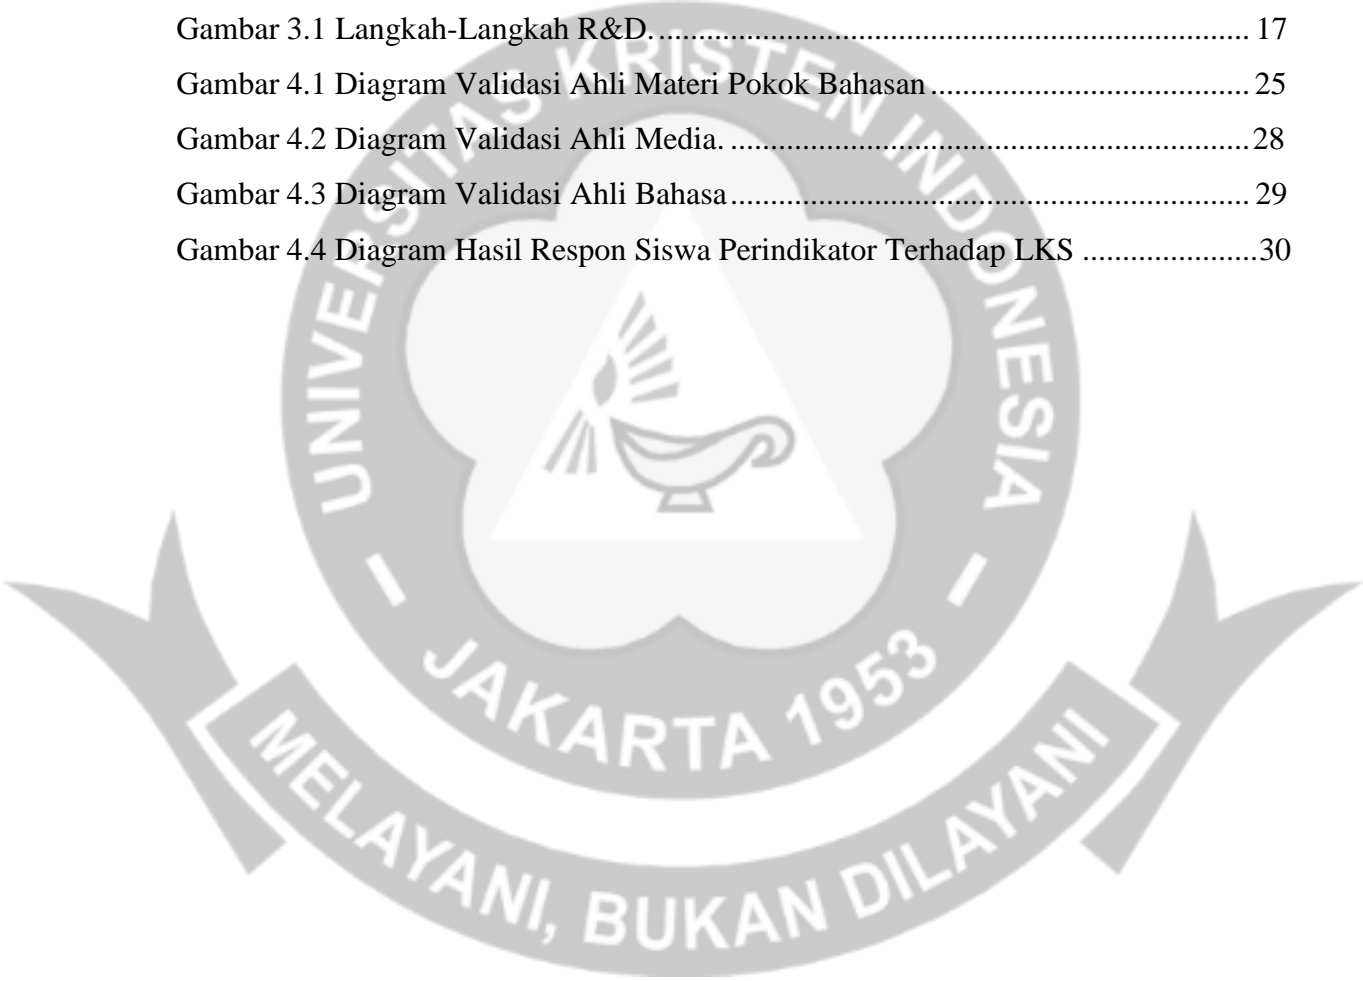 Gambar 3.1 Langkah-Langkah R&D. .......................................................................... 17
Gambar 4.1 Diagram Validasi Ahli Materi Pokok Bahasan ........................................ 25
Gambar 4.2 Diagram Validasi Ahli Media. ................................................................. 28
Gambar 4.3 Diagram Validasi Ahli Bahasa ................................................................. 29
Gambar 4.4 Diagram Hasil Respon Siswa Perindikator Terhadap LKS ...................... 30
UNIVERSITAS KRISTEN INDONESIA
- JAKARTA 1953 -
MELAYANI, BUKAN DILAYANI